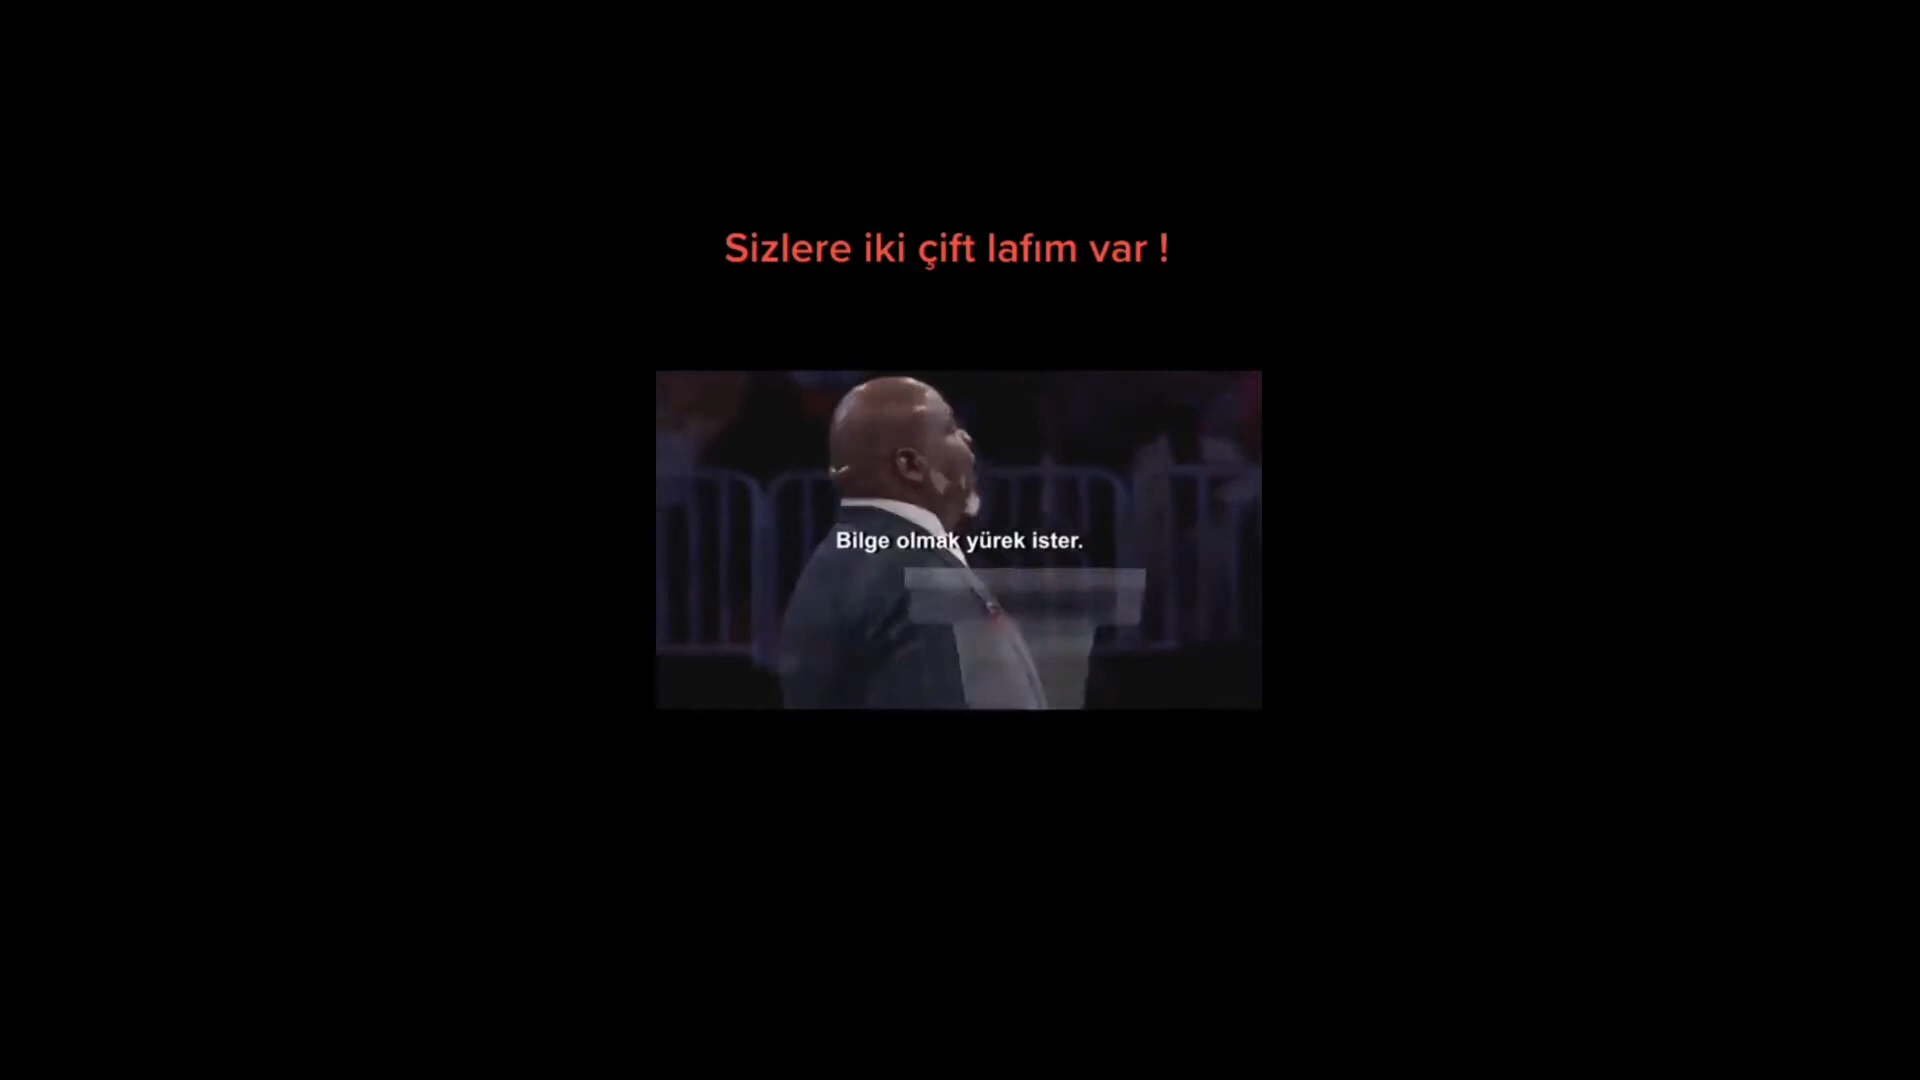 Sizlere iki çift lafım var !
Bilge olmak yürek ister.